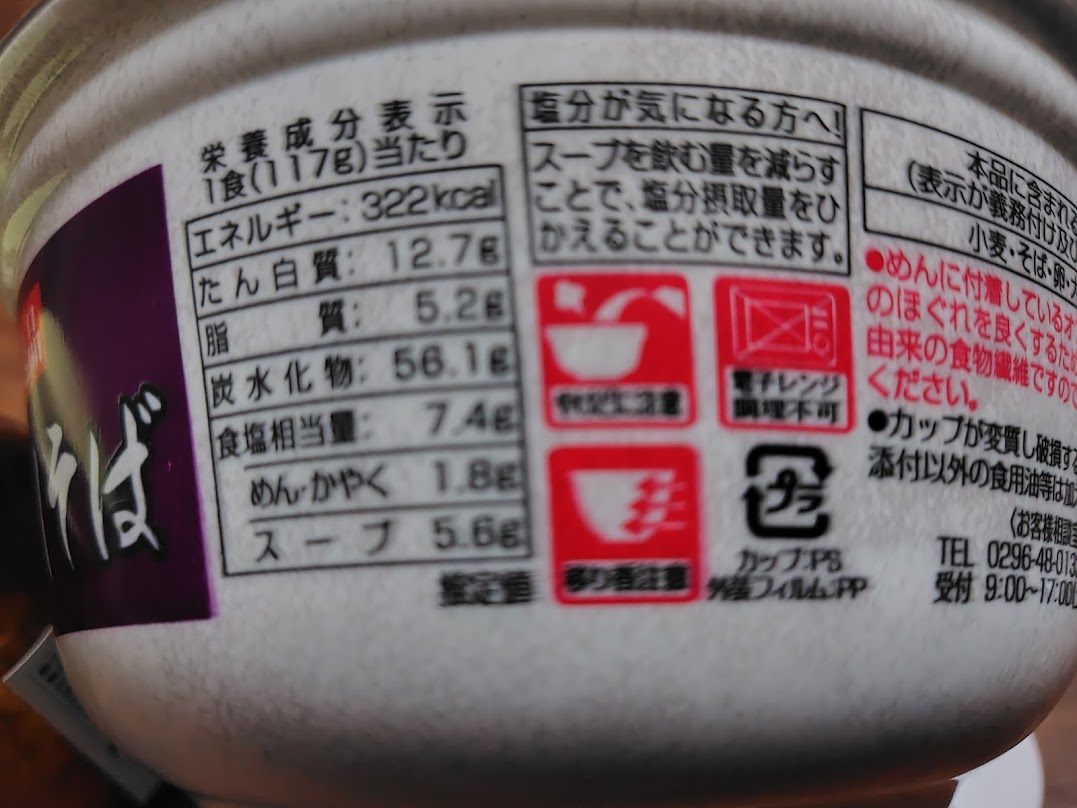 そば
栄養成分表示
1食(117g)当たり
エネルギー: 322kcal
たん白質: 12.7g
脂質: 5.2g
炭水化物: 56.1g
食塩相当量: 7.4g
めん・かやく 1.8g
スープ 5.6g
推定値
塩分が気になる方へ!
スープを飲む量を減らす
ことで、塩分摂取量をひ
かえることができます。
やけど注意
電子レンジ
調理不可
移り香注意
プラ
カップ:PS
外装フィルム:PP
本品に含まれる
(表示が義務付け及び
小麦・そば・卵・
●めんに付着しているオ
のほぐれを良くするため
由来の食物繊維ですので
ください。
●カップが変質し破損する
添付以外の食用油等は加
(お客様相談室
TEL 0296-48-013
受付 9:00~17:00